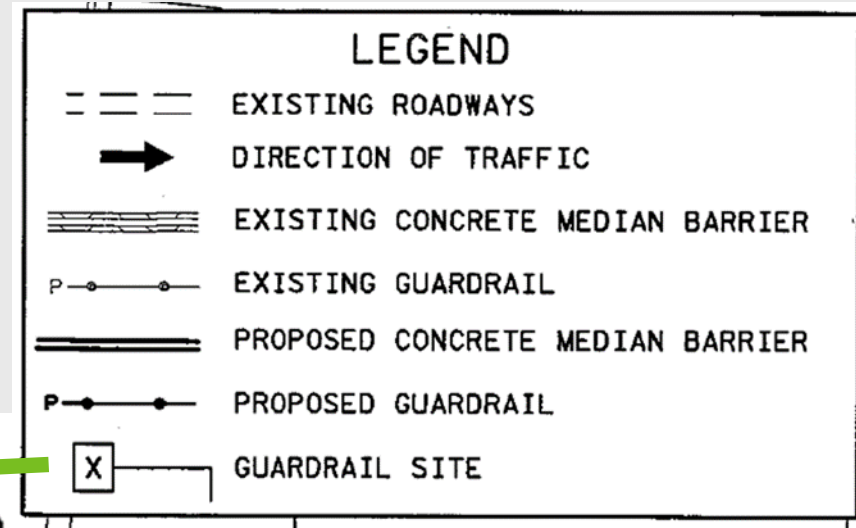 LEGEND
EXISTING ROADWAYS
DIRECTION OF TRAFFIC
EXISTING CONCRETE MEDIAN BARRIER
P EXISTING GUARDRAIL
PROPOSED CONCRETE MEDIAN BARRIER
P PROPOSED GUARDRAIL
X GUARDRAIL SITE